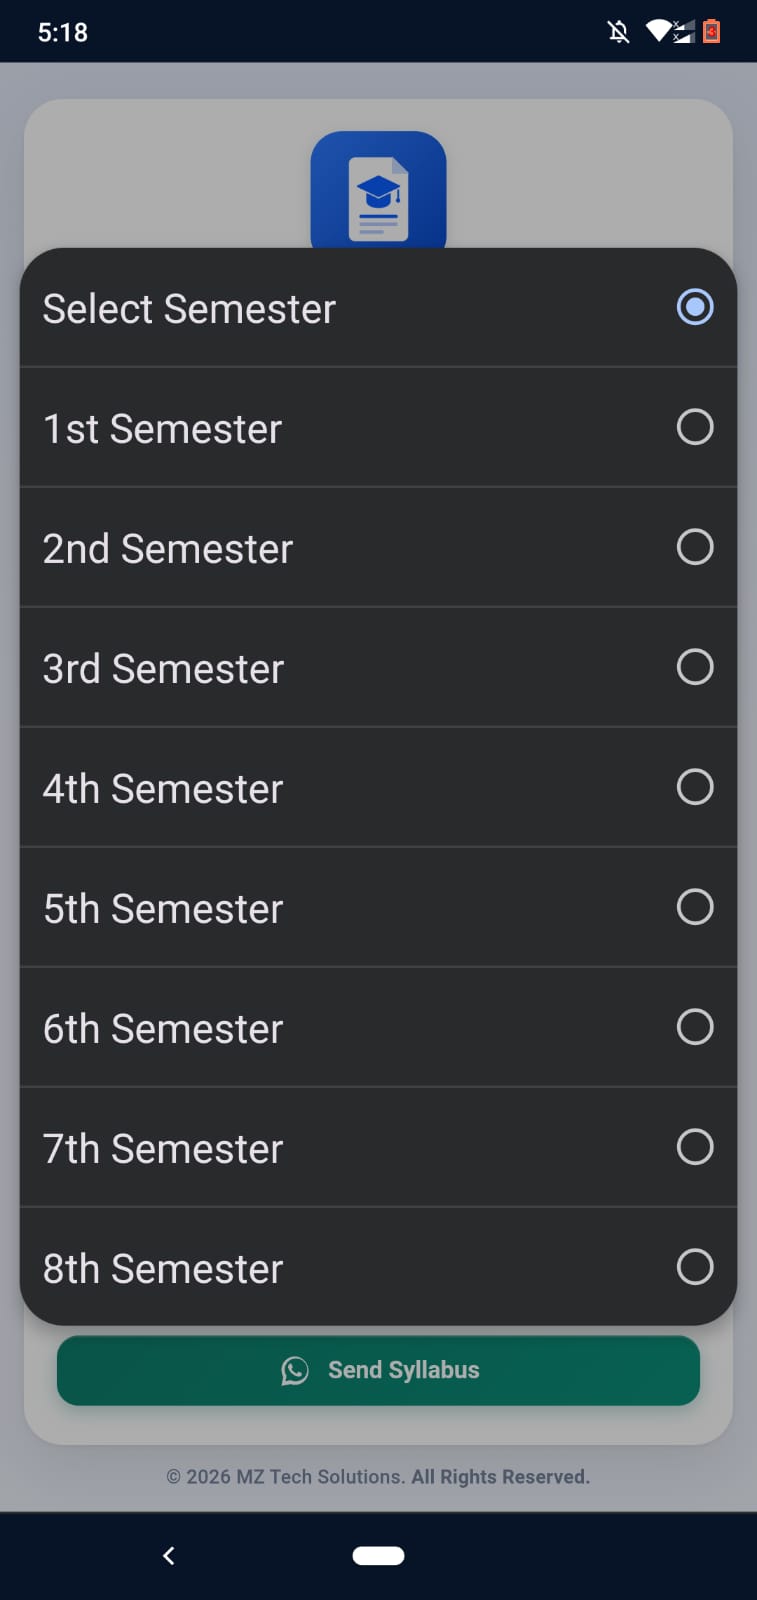 5:18
Select Semester
1st Semester
2nd Semester
3rd Semester
4th Semester
5th Semester
6th Semester
7th Semester
8th Semester
Send Syllabus
© 2026 MZ Tech Solutions. All Rights Reserved.